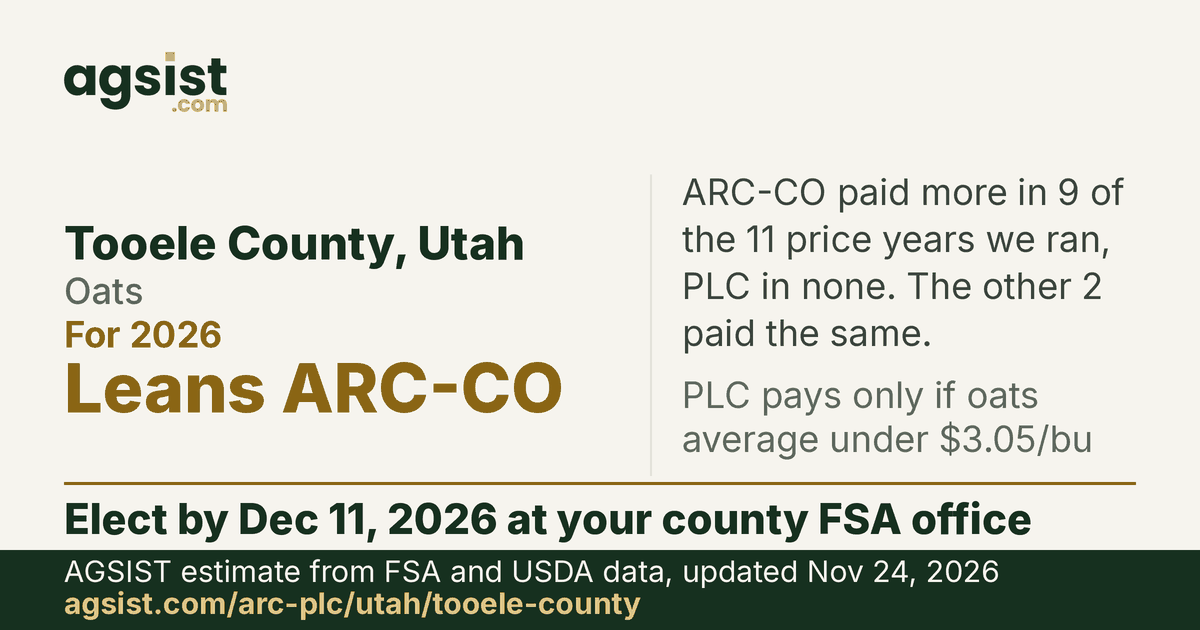 agsist
.com
Tooele County, Utah
Oats
For 2026
Leans ARC-CO
ARC-CO paid more in 9 of
the 11 price years we ran,
PLC in none. The other 2
paid the same.
PLC pays only if oats
average under $3.05/bu
Elect by Dec 11, 2026 at your county FSA office
AGSIST estimate from FSA and USDA data, updated Nov 24, 2026
agsist.com/arc-plc/utah/tooele-county